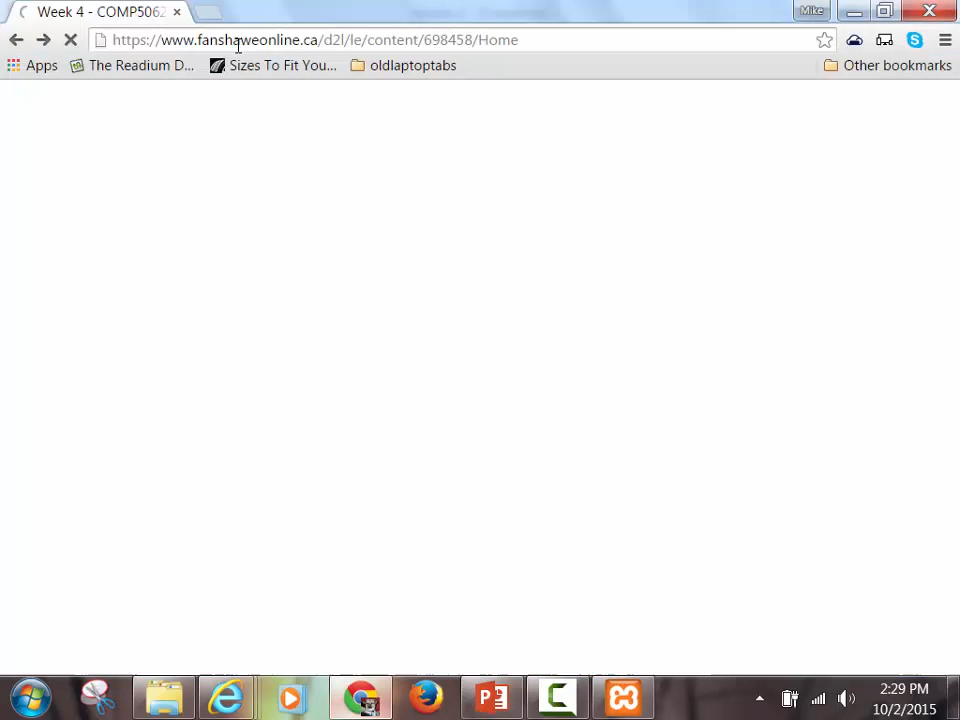 Week 4 - COMP5062
Mike
https://www.fanshaweonline.ca/d2l/le/content/698458/Home
Apps The Readium D... Sizes To Fit You... oldlaptoptabs Other bookmarks
2:29 PM
10/2/2015